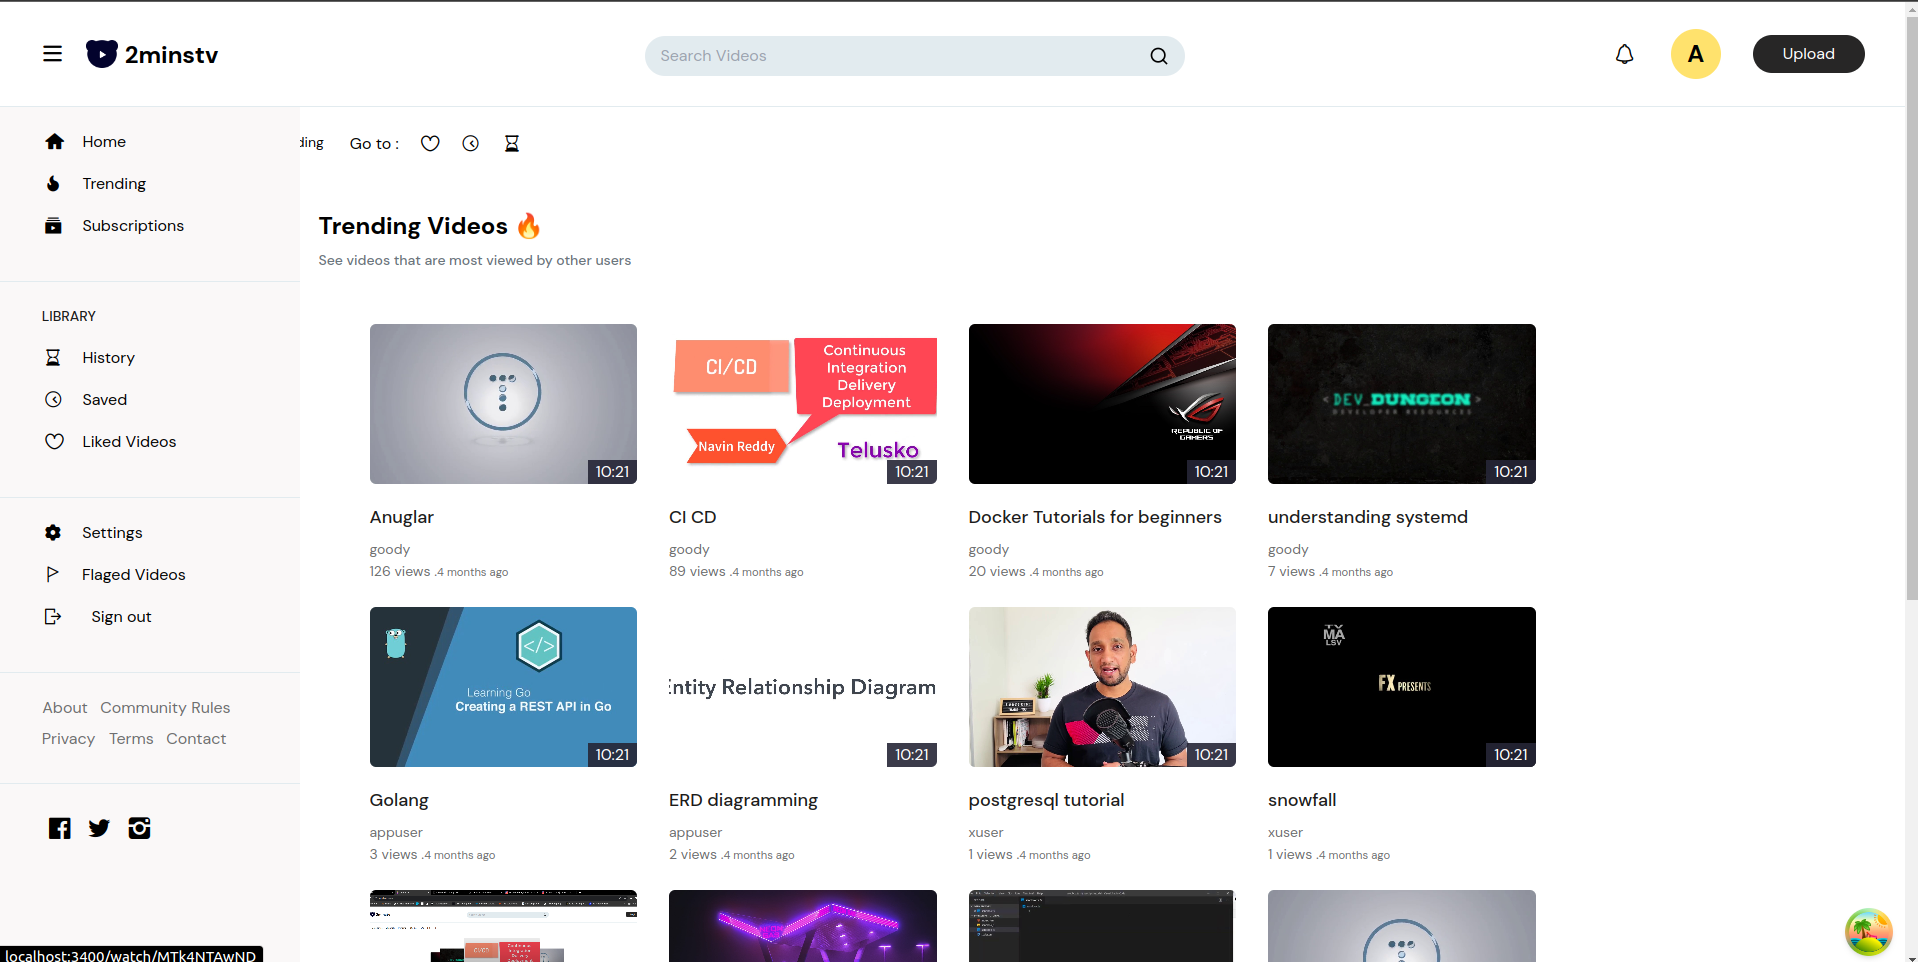 2minstv
Search Videos
A
Upload
Home
Trending
Subscriptions
LIBRARY
History
Saved
Liked Videos
Settings
Flaged Videos
Sign out
About Community Rules
Privacy Terms Contact
localhost:3400/watch/MTk4NTAwND
ding Go to :
Trending Videos 🔥
See videos that are most viewed by other users
10:21
Anuglar
goody
126 views .4 months ago
CI/CD
Continuous
Integration
Delivery
Deployment
Navin Reddy
Telusko
10:21
CI CD
goody
89 views .4 months ago
REPUBLIC OF
GAMERS
10:21
Docker Tutorials for beginners
goody
20 views .4 months ago
< DEV_DUNGEON >
DEVELOPER RESOURCES
10:21
understanding systemd
goody
7 views .4 months ago
</>
Learning Go
Creating a REST API in Go
10:21
Golang
appuser
3 views .4 months ago
Entity Relationship Diagram
10:21
ERD diagramming
appuser
2 views .4 months ago
10:21
postgresql tutorial
xuser
1 views .4 months ago
TV
MA
LSV
FX PRESENTS
10:21
snowfall
xuser
1 views .4 months ago
CI/CD